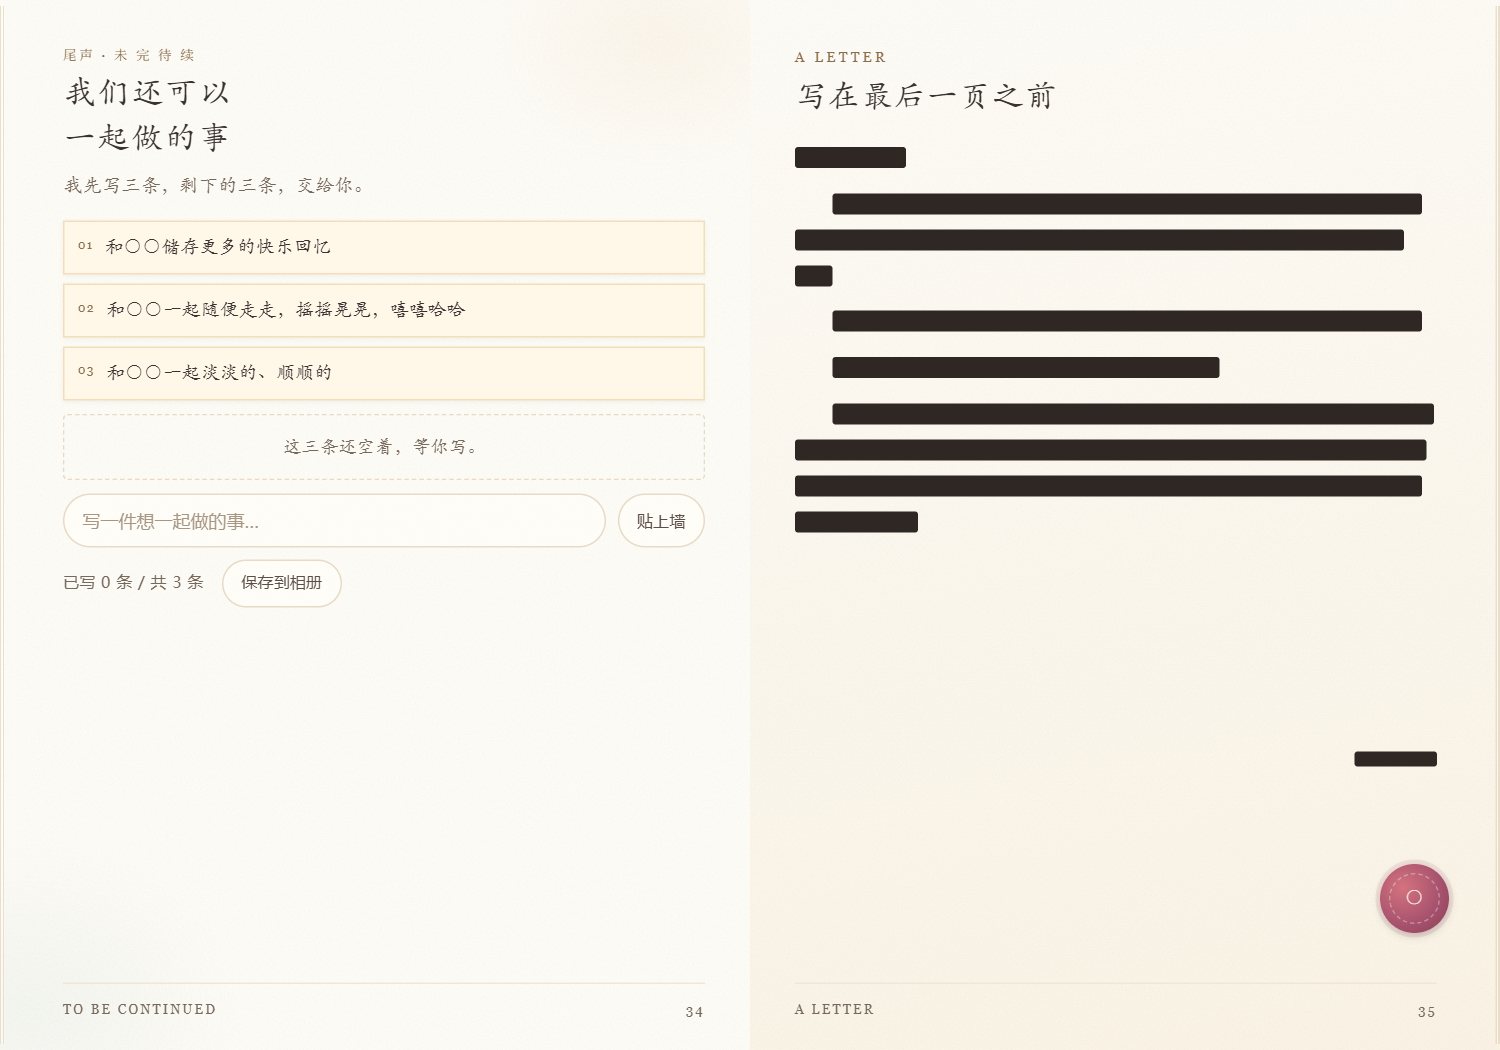 尾声 · 未完待续
我们还可以
一起做的事
我先写三条，剩下的三条，交给你。
01 和〇〇储存更多的快乐回忆
02 和〇〇一起随便走走，摇摇晃晃，嘻嘻哈哈
03 和〇〇一起淡淡的、顺顺的
这三条还空着，等你写。
写一件想一起做的事...
贴上墙
已写 0 条 / 共 3 条
保存到相册
TO BE CONTINUED
34
A LETTER
写在最后一页之前
〇
A LETTER
35